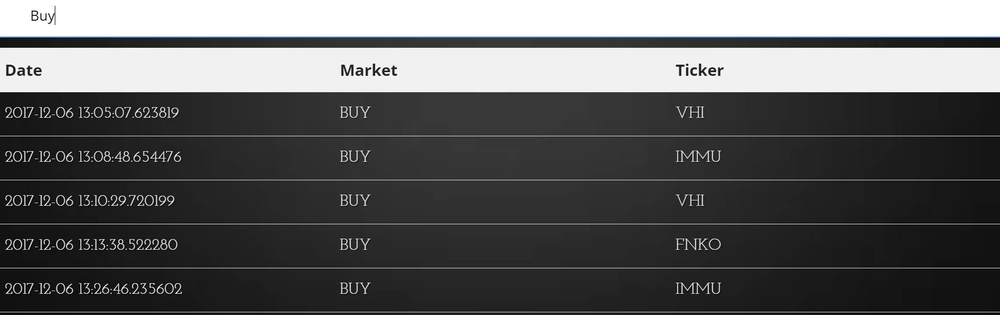 Buy
Date Market Ticker
2017-12-06 13:05:07.623819 BUY VHI
2017-12-06 13:08:48.654476 BUY IMMU
2017-12-06 13:10:29.720199 BUY VHI
2017-12-06 13:13:38.522280 BUY FNKO
2017-12-06 13:26:46.235602 BUY IMMU